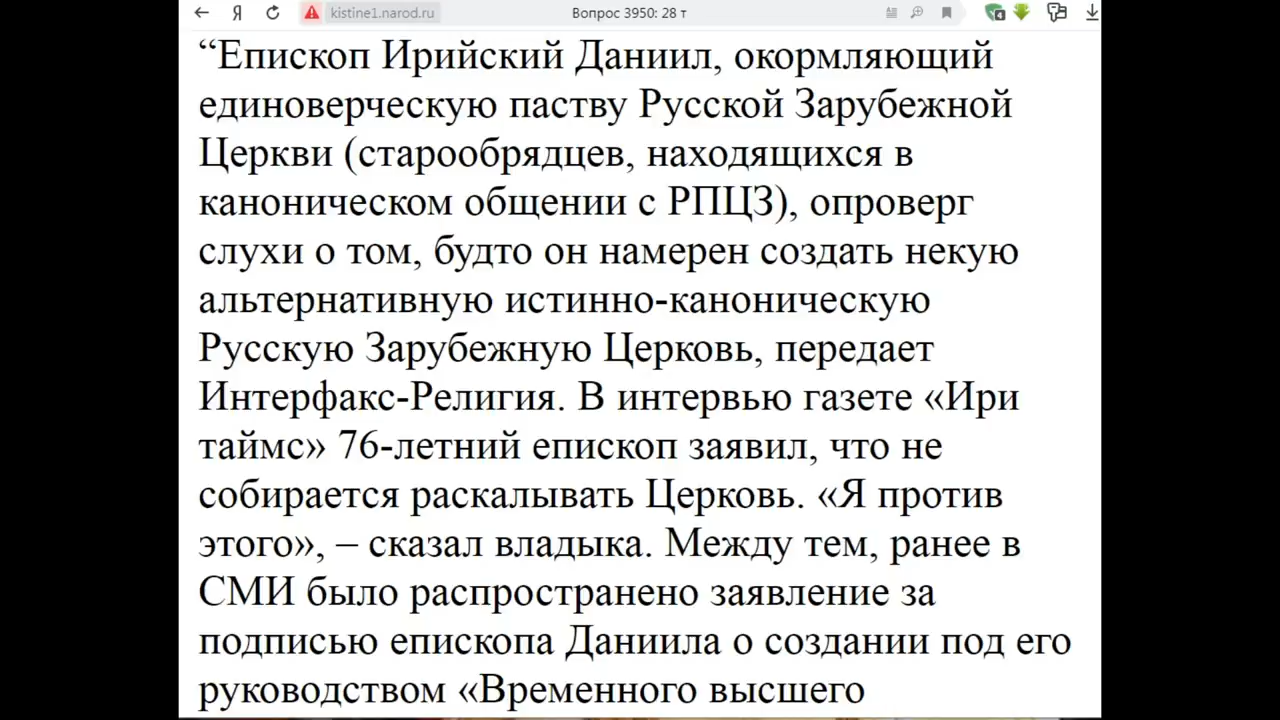 Я
kistine1.narod.ru
Вопрос 3950: 28 т
4
“Епископ Ирийский Даниил, окормляющий
единоверческую паству Русской Зарубежной
Церкви (старообрядцев, находящихся в
каноническом общении с РПЦЗ), опроверг
слухи о том, будто он намерен создать некую
альтернативную истинно-каноническую
Русскую Зарубежную Церковь, передает
Интерфакс-Религия. В интервью газете «Ири
таймс» 76-летний епископ заявил, что не
собирается раскалывать Церковь. «Я против
этого», – сказал владыка. Между тем, ранее в
СМИ было распространено заявление за
подписью епископа Даниила о создании под его
руководством «Временного высшего